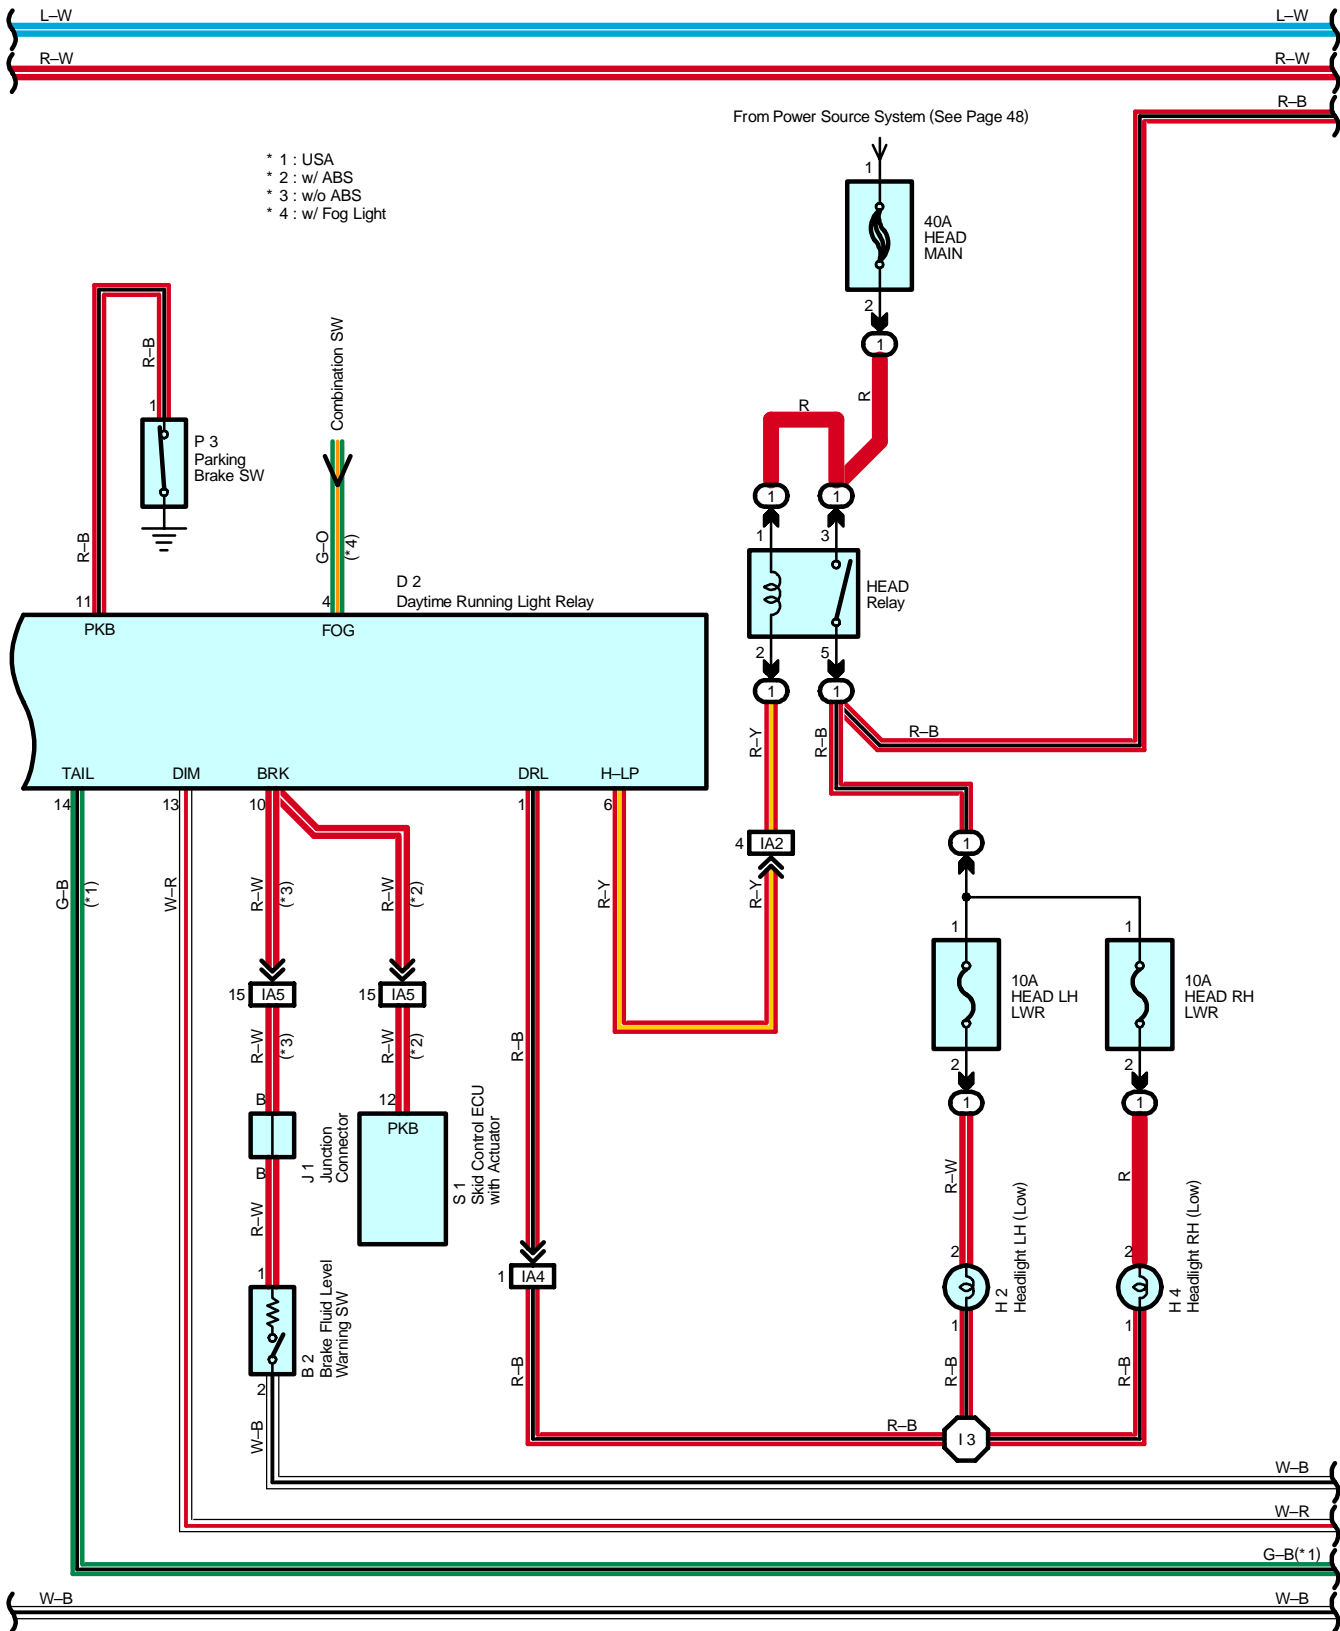 L–W
L–W
R–W
R–W
R–B
From Power Source System (See Page 48)
* 1 : USA
* 2 : w/ ABS
* 3 : w/o ABS
* 4 : w/ Fog Light
1
40A
HEAD
MAIN
2
1
R
R
R–B
Combination SW
1
P 3
Parking
Brake SW
1
1
1
3
HEAD
Relay
2
5
1
1
R–B
G–O
(*4)
D 2
Daytime Running Light Relay
11
4
PKB
FOG
R–Y
R–B
R–B
TAIL
DIM
BRK
DRL
H–LP
14
13
10
1
6
4
IA2
1
G–B
(*1)
W–R
R–W
(*3)
R–W
(*2)
R–Y
R–Y
1
1
10A
HEAD LH
LWR
10A
HEAD RH
LWR
15
IA5
15
IA5
R–W
(*3)
R–W
(*2)
R–B
2
2
1
1
B
12
PKB
J 1
Junction
Connector
B
S 1
Skid Control ECU
with Actuator
R–W
R–W
R
2
H 2
Headlight LH (Low)
2
H 4
Headlight RH (Low)
1
1
IA4
1
1
B 2
Brake Fluid Level
Warning SW
2
R–B
R–B
R–B
W–B
R–B
I 3
W–B
W–R
G–B(*1)
W–B
W–B